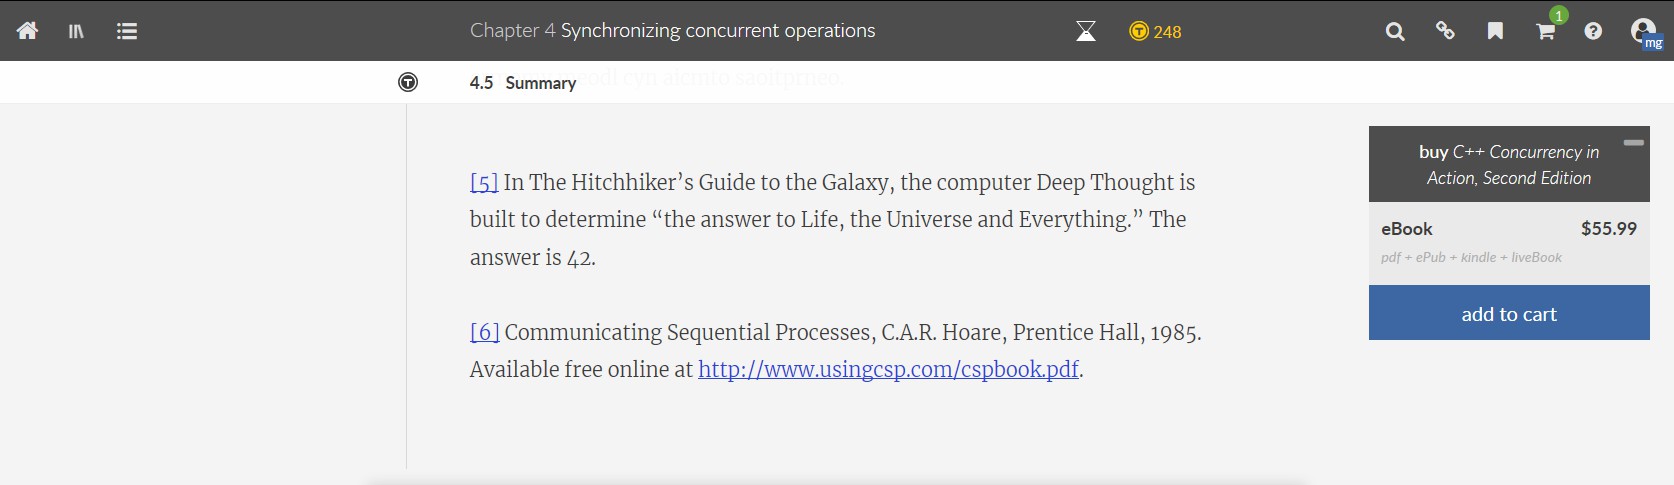 Chapter 4 Synchronizing concurrent operations
248
1
mg
4.5 Summary
[5] In The Hitchhiker’s Guide to the Galaxy, the computer Deep Thought is
built to determine “the answer to Life, the Universe and Everything.” The
answer is 42.
[6] Communicating Sequential Processes, C.A.R. Hoare, Prentice Hall, 1985.
Available free online at http://www.usingcsp.com/cspbook.pdf.
buy C++ Concurrency in
Action, Second Edition
eBook $55.99
pdf + ePub + kindle + liveBook
add to cart